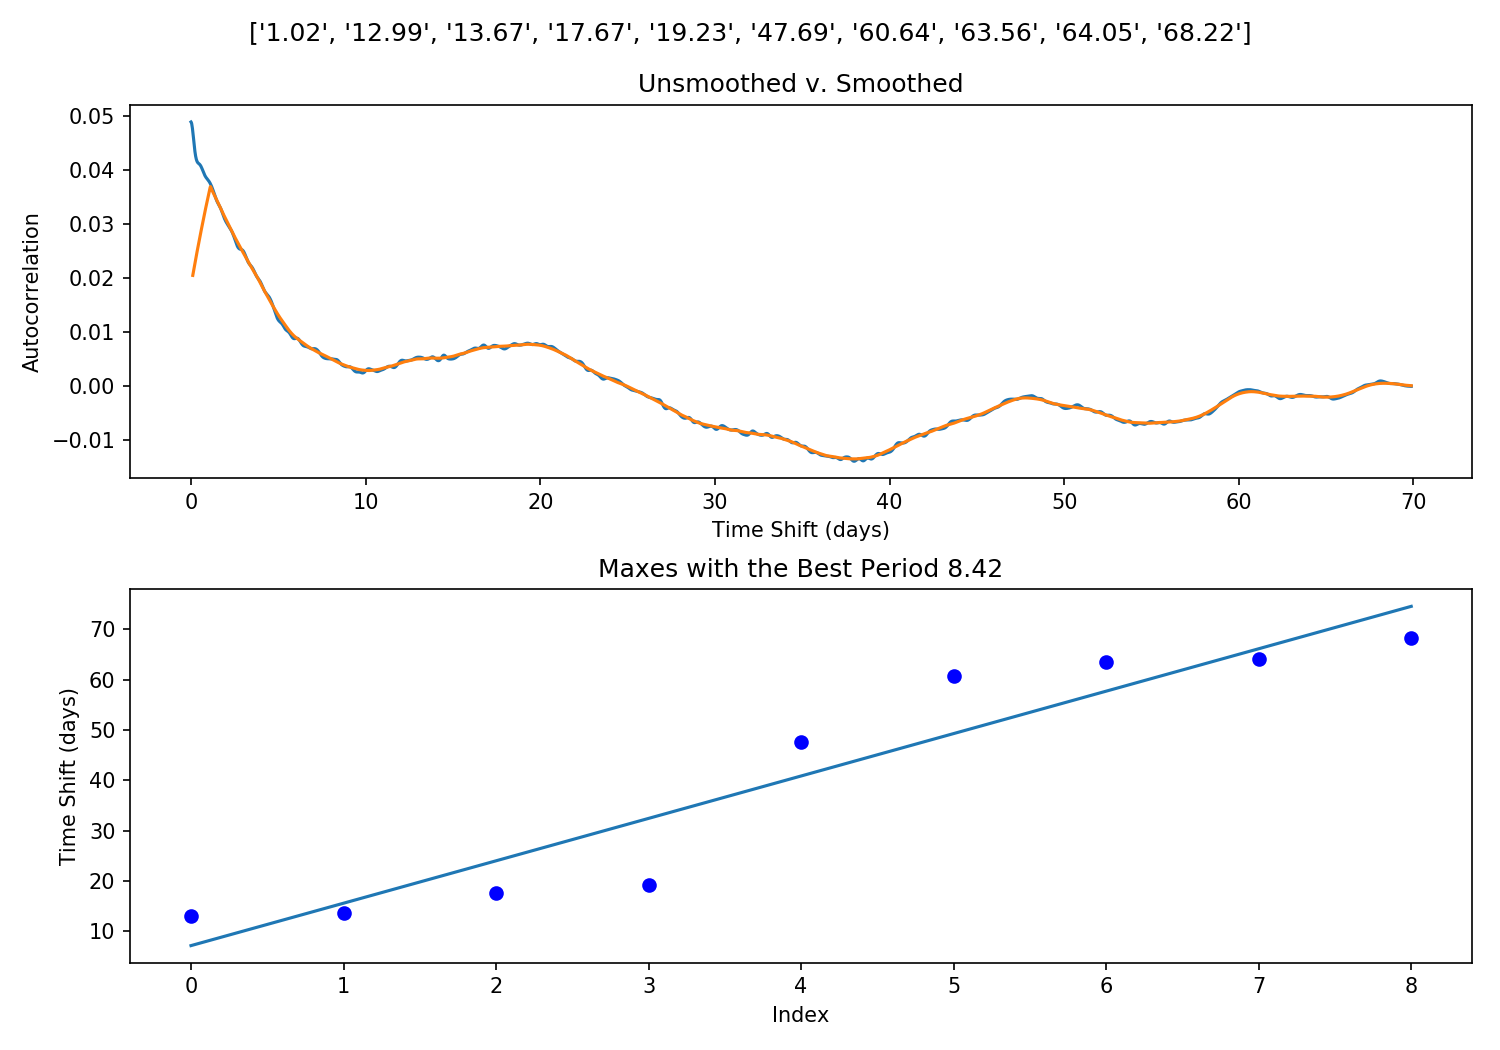 ['1.02', '12.99', '13.67', '17.67', '19.23', '47.69', '60.64', '63.56', '64.05', '68.22']
Unsmoothed v. Smoothed
0.05
0.04
0.03
0.02
0.01
0.00
−0.01
Autocorrelation
0 10 20 30 40 50 60 70
Time Shift (days)
Maxes with the Best Period 8.42
70
60
50
40
30
20
10
Time Shift (days)
0 1 2 3 4 5 6 7 8
Index